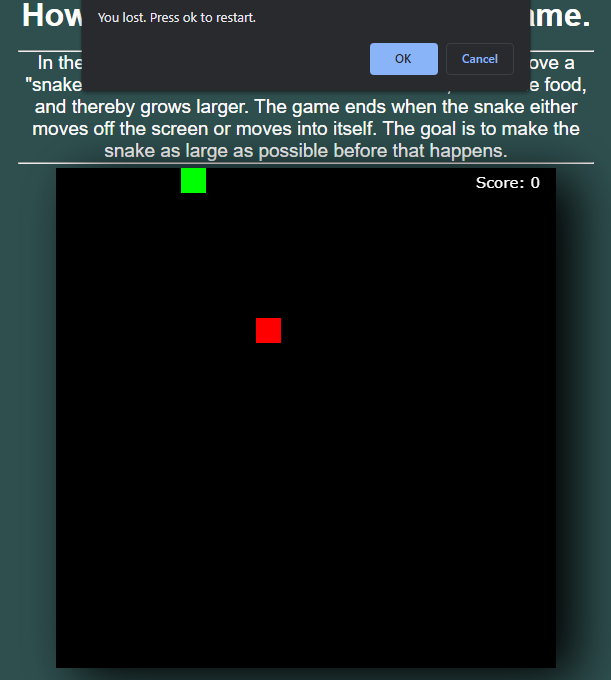 You lost. Press ok to restart.
OK Cancel
How ame.
In the ove a
"snake e food,
and thereby grows larger. The game ends when the snake either
moves off the screen or moves into itself. The goal is to make the
snake as large as possible before that happens.
Score: 0